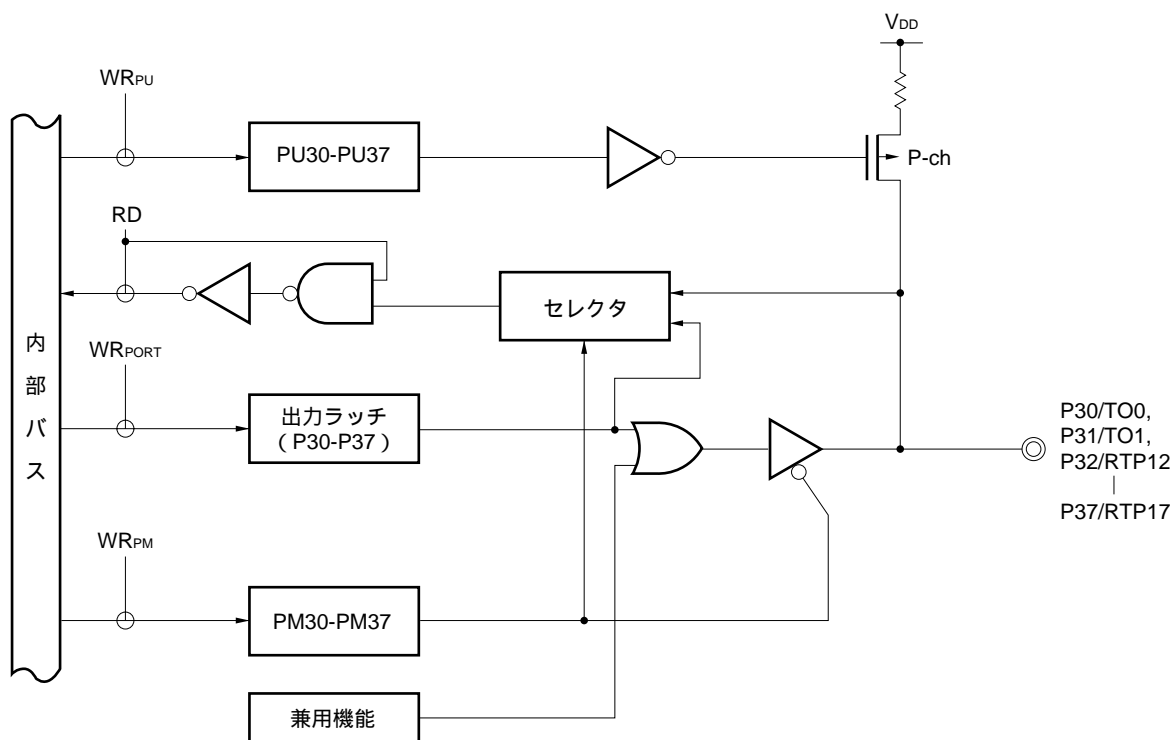 VDD
WRPU
PU30-PU37
P-ch
RD
セレクタ
内部バス
WRPORT
出力ラッチ
(P30-P37)
P30/TO0,
P31/TO1,
P32/RTP12
|
P37/RTP17
WRPM
PM30-PM37
兼用機能